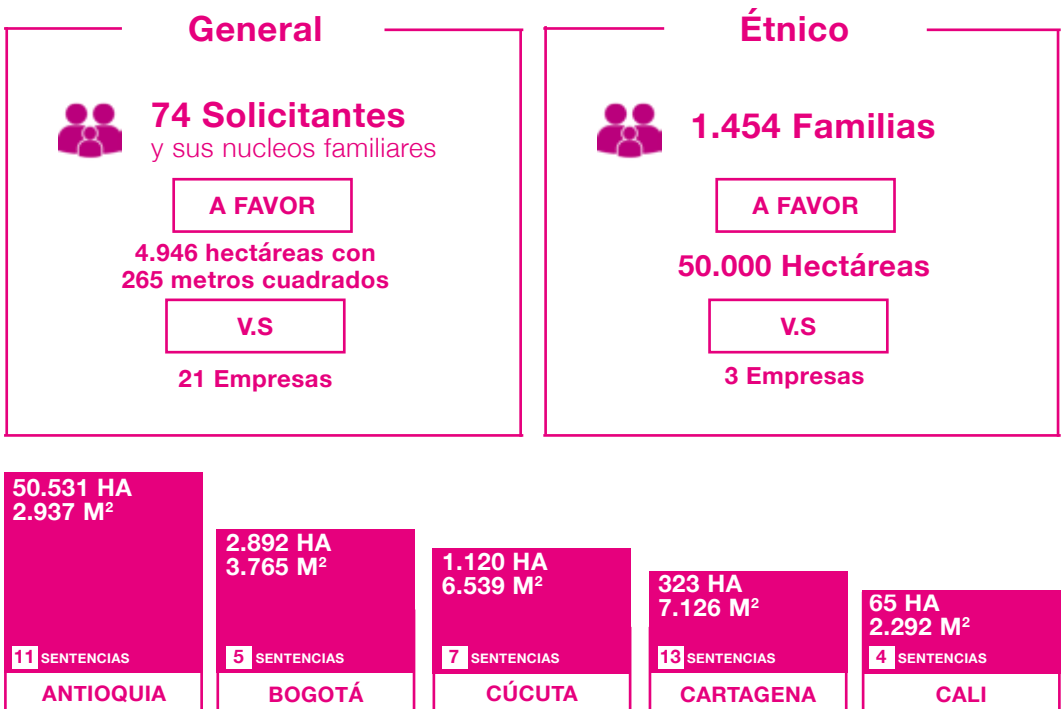 General
74 Solicitantes
y sus nucleos familiares
A FAVOR
4.946 hectáreas con
265 metros cuadrados
V.S
21 Empresas
Étnico
1.454 Familias
A FAVOR
50.000 Hectáreas
V.S
3 Empresas
50.531 HA
2.937 M²
11 SENTENCIAS
ANTIOQUIA
2.892 HA
3.765 M²
5 SENTENCIAS
BOGOTÁ
1.120 HA
6.539 M²
7 SENTENCIAS
CÚCUTA
323 HA
7.126 M²
13 SENTENCIAS
CARTAGENA
65 HA
2.292 M²
4 SENTENCIAS
CALI